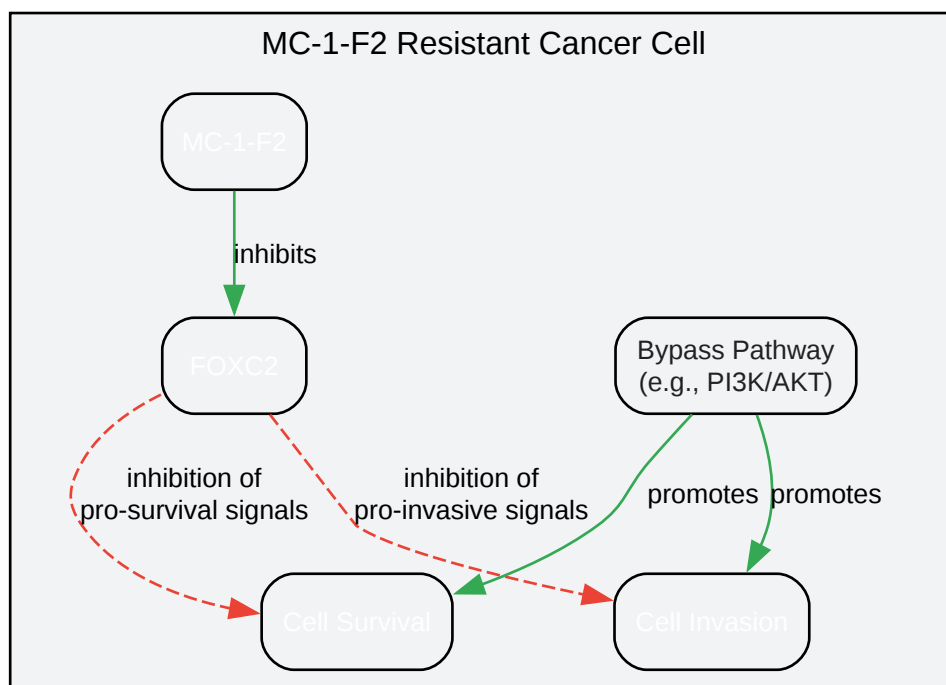 MC-1-F2 Resistant Cancer Cell
MC-1-F2
inhibits
FOXC2
Bypass Pathway
(e.g., PI3K/AKT)
inhibition of
pro-survival signals
inhibition of
pro-invasive signals
promotes
promotes
Cell Survival
Cell Invasion